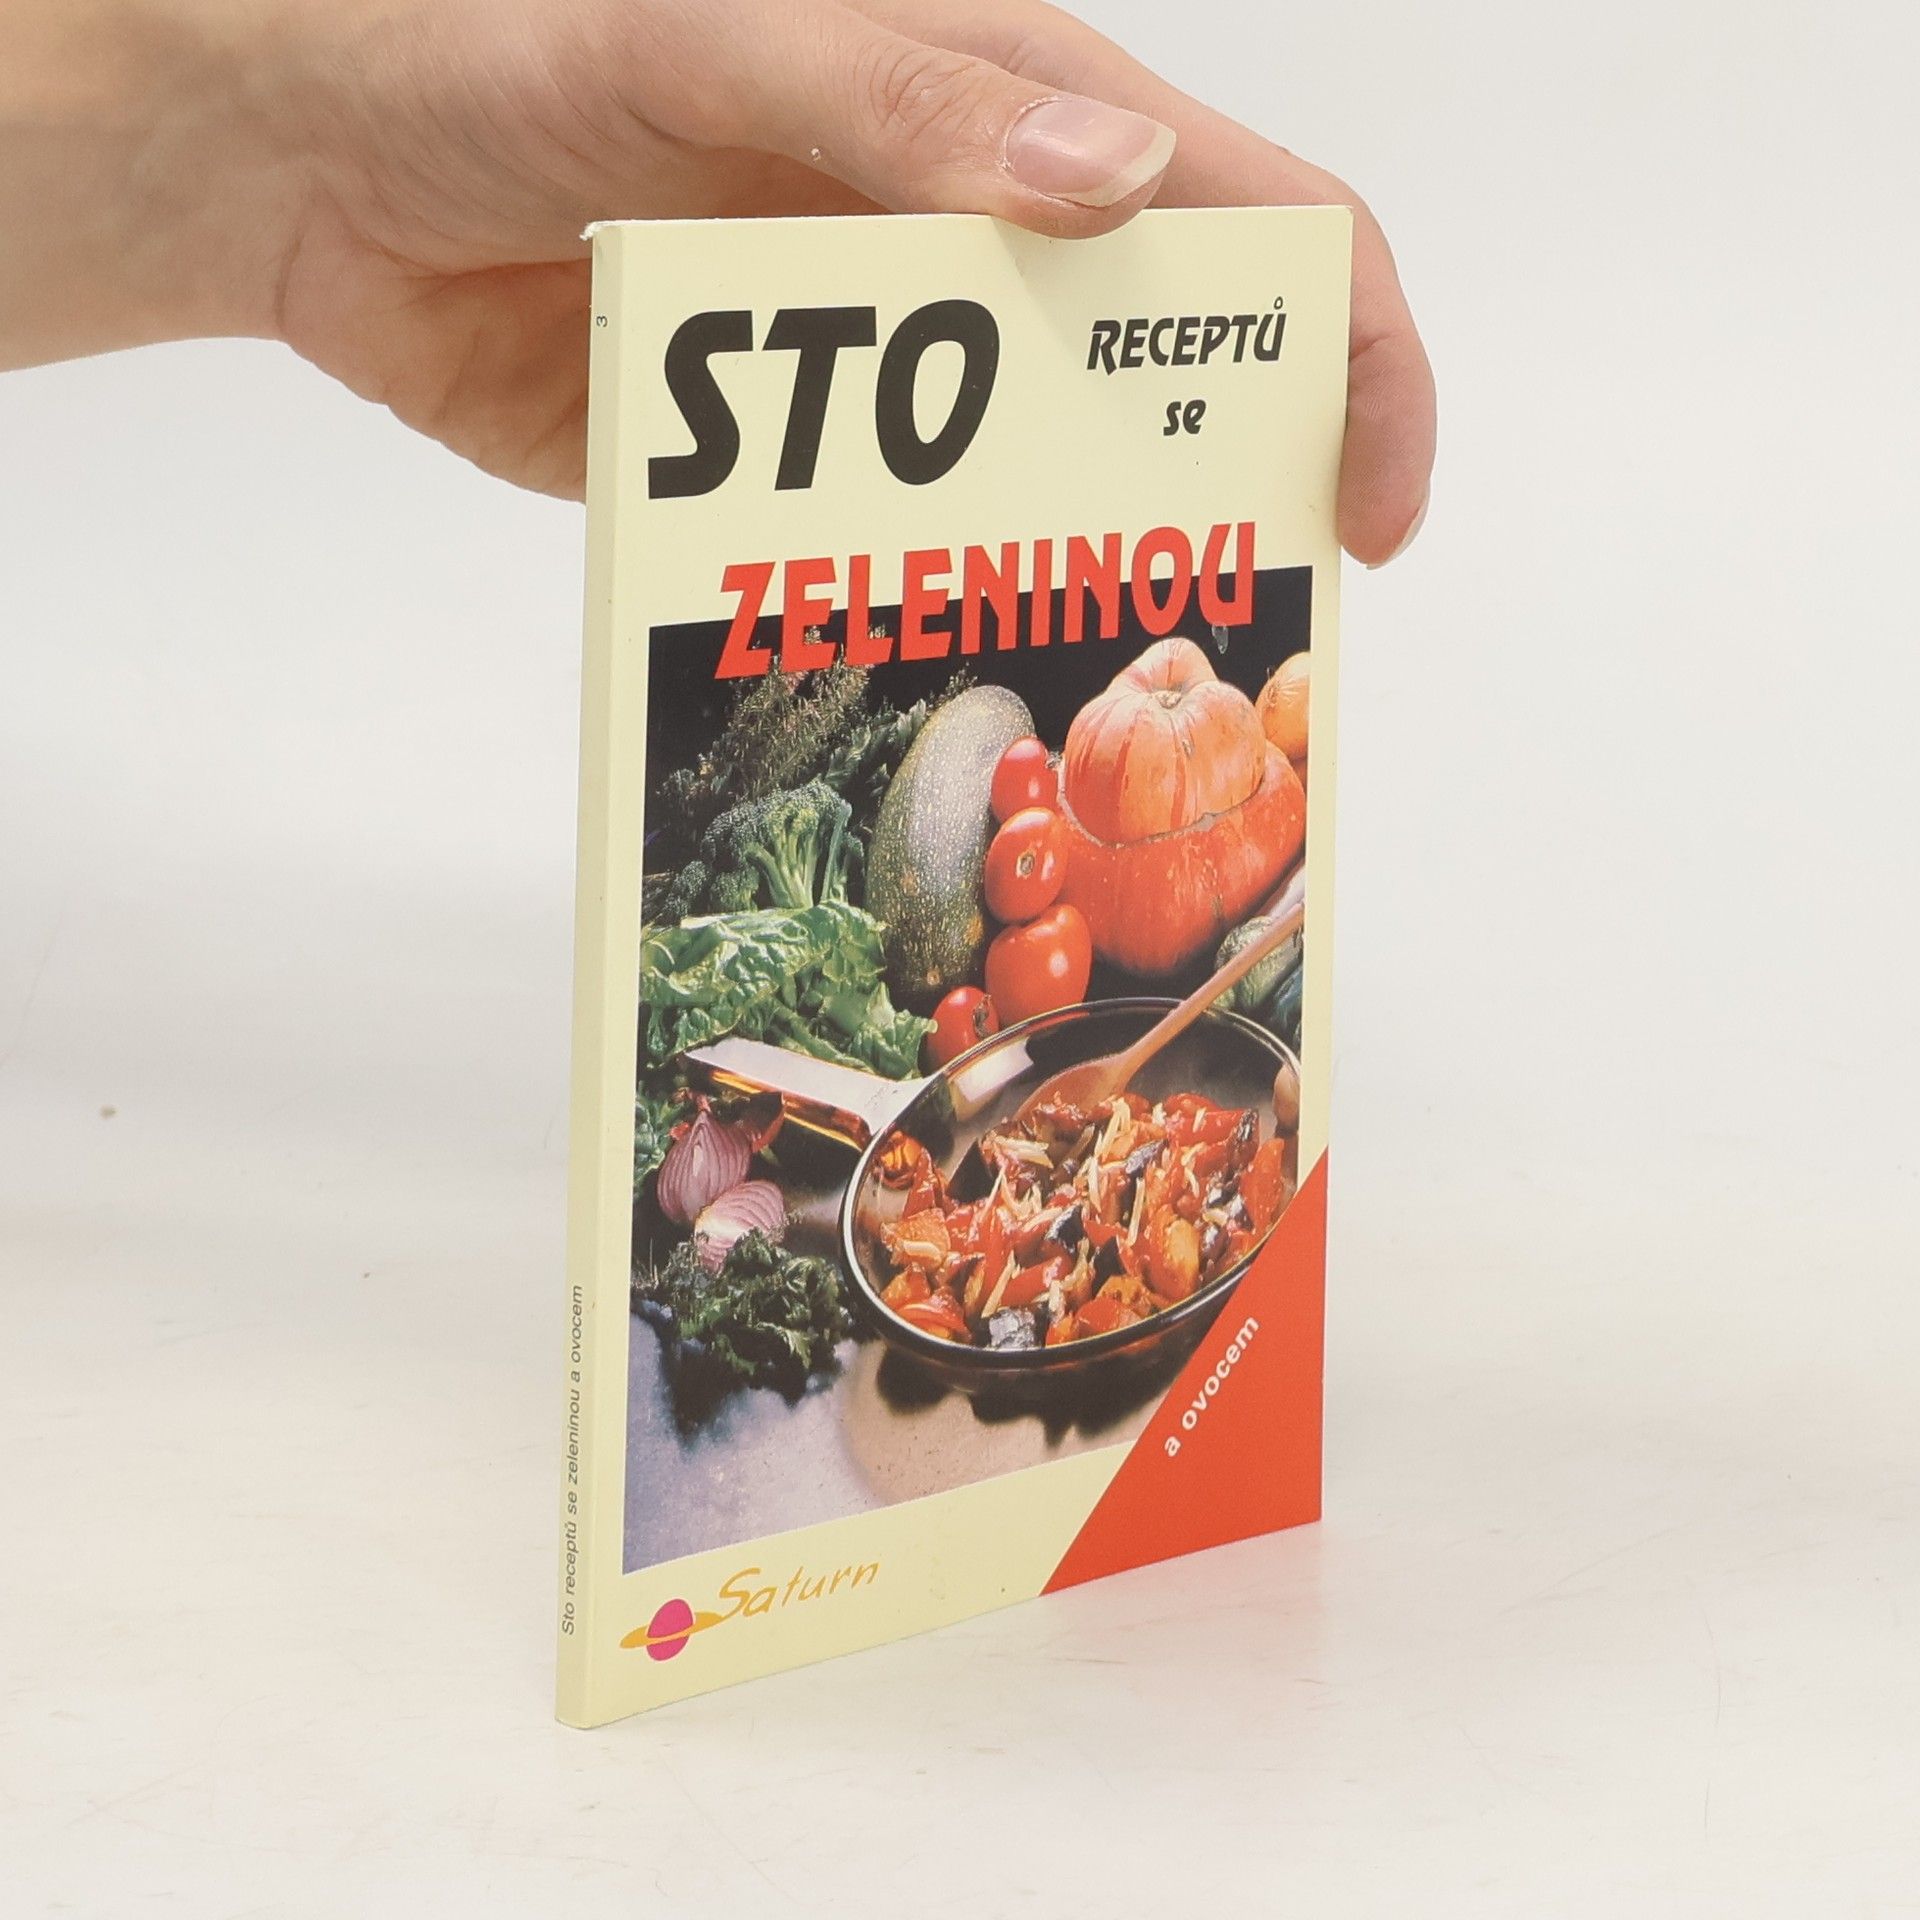 STO
RECEPTŮ
se
ZELENINOU
a ovocem
Saturn
3
Sto receptů se zeleninou a ovocem